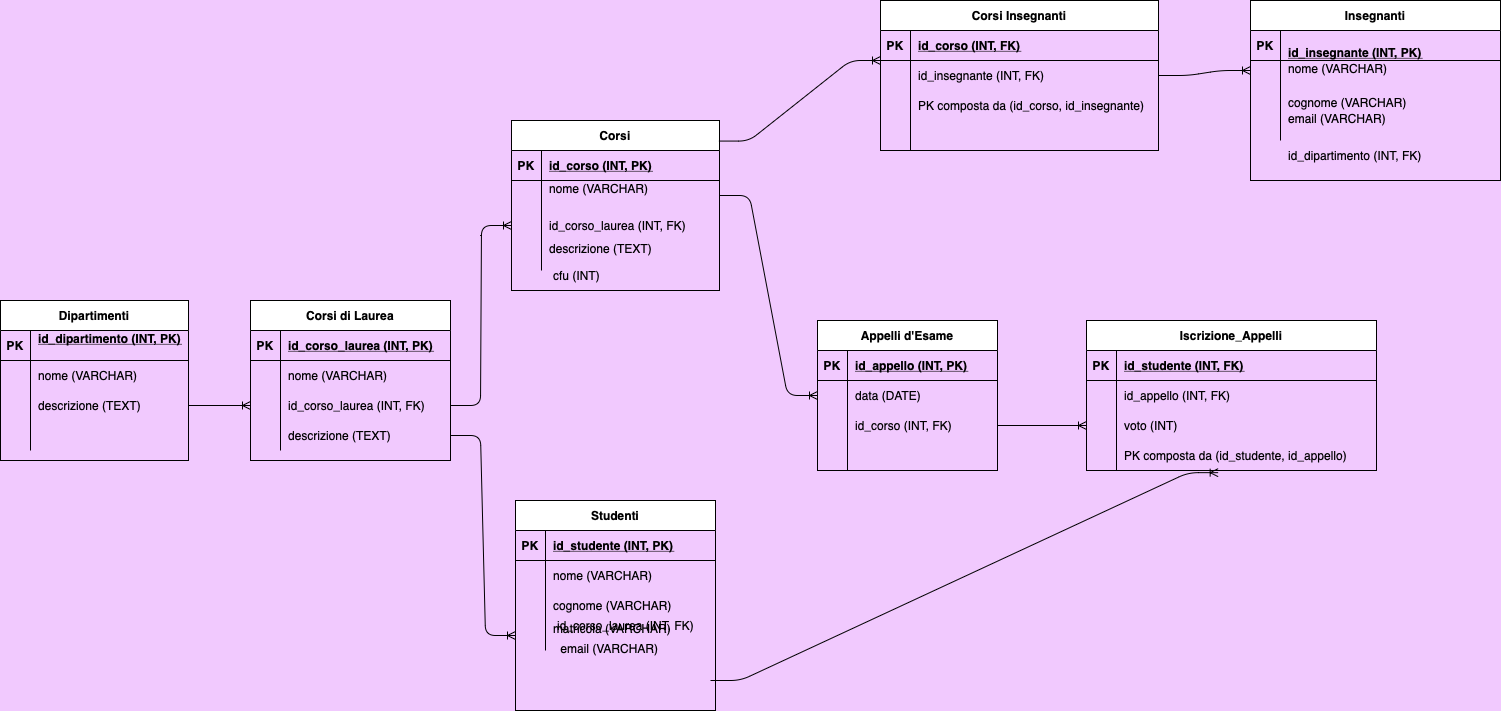 Corsi Insegnanti
PK
id_corso (INT, FK)
id_insegnante (INT, FK)
PK composta da (id_corso, id_insegnante)
Insegnanti
PK
id_insegnante (INT, PK)
nome (VARCHAR)
cognome (VARCHAR)
email (VARCHAR)
id_dipartimento (INT, FK)
Corsi
PK
id_corso (INT, PK)
nome (VARCHAR)
id_corso_laurea (INT, FK)
descrizione (TEXT)
cfu (INT)
Dipartimenti
PK
id_dipartimento (INT, PK)
nome (VARCHAR)
descrizione (TEXT)
Corsi di Laurea
PK
id_corso_laurea (INT, PK)
nome (VARCHAR)
id_corso_laurea (INT, FK)
descrizione (TEXT)
Appelli d'Esame
PK
id_appello (INT, PK)
data (DATE)
id_corso (INT, FK)
Iscrizione_Appelli
PK
id_studente (INT, FK)
id_appello (INT, FK)
voto (INT)
PK composta da (id_studente, id_appello)
Studenti
PK
id_studente (INT, PK)
nome (VARCHAR)
cognome (VARCHAR)
id_corso_laurea (INT, FK)
matricola (VARCHAR)
email (VARCHAR)